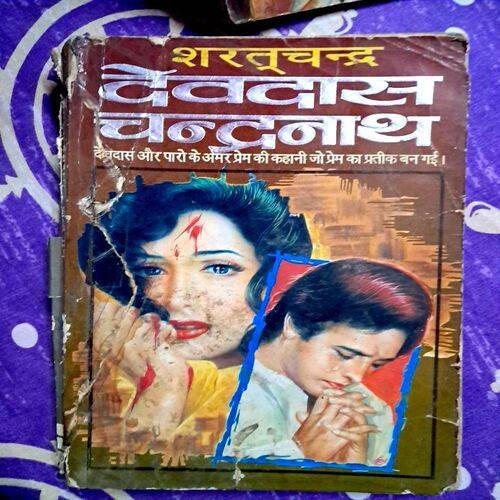 शरत्चन्द्र
देवदास
चन्द्रनाथ
देवदास और पारो के अमर प्रेम की कहानी जो प्रेम का प्रतीक बन गई।